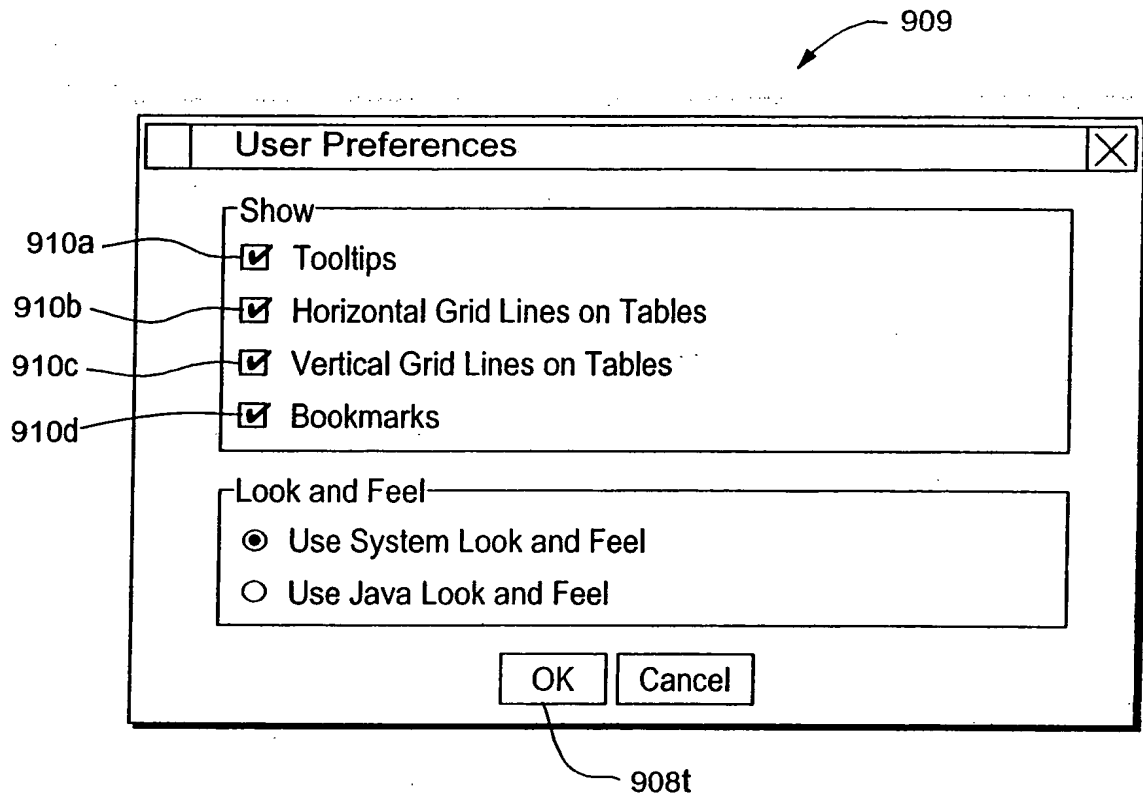 909
User Preferences
Show
910a
Tooltips
910b
Horizontal Grid Lines on Tables
910c
Vertical Grid Lines on Tables
910d
Bookmarks
Look and Feel
Use System Look and Feel
Use Java Look and Feel
OK
Cancel
908t